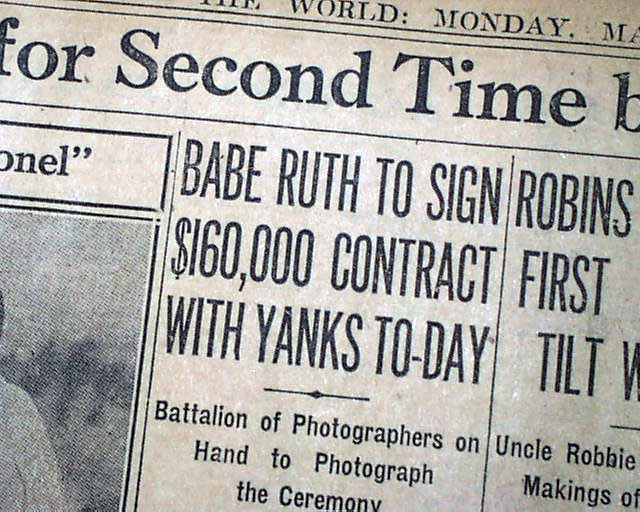 THE WORLD: MONDAY,
for Second Time
BABE RUTH TO SIGN
$160,000 CONTRACT
WITH YANKS TO-DAY
Battalion of Photographers on
Hand to Photograph
the Ceremony
ROBINS
FIRST
TILT
Uncle Robbie
Makings of